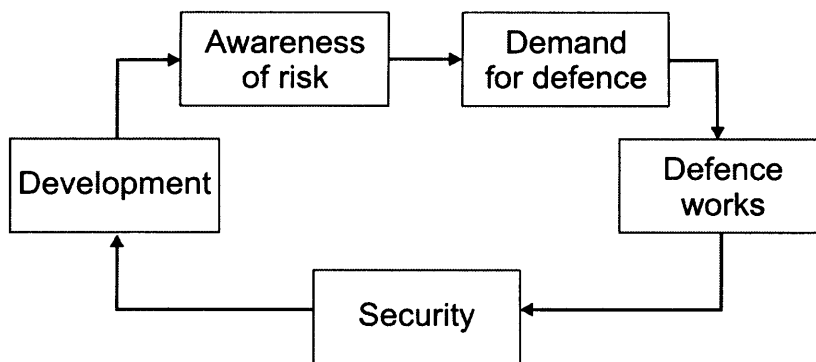 Awareness
of risk
Demand
for defence
Development
Defence
works
Security